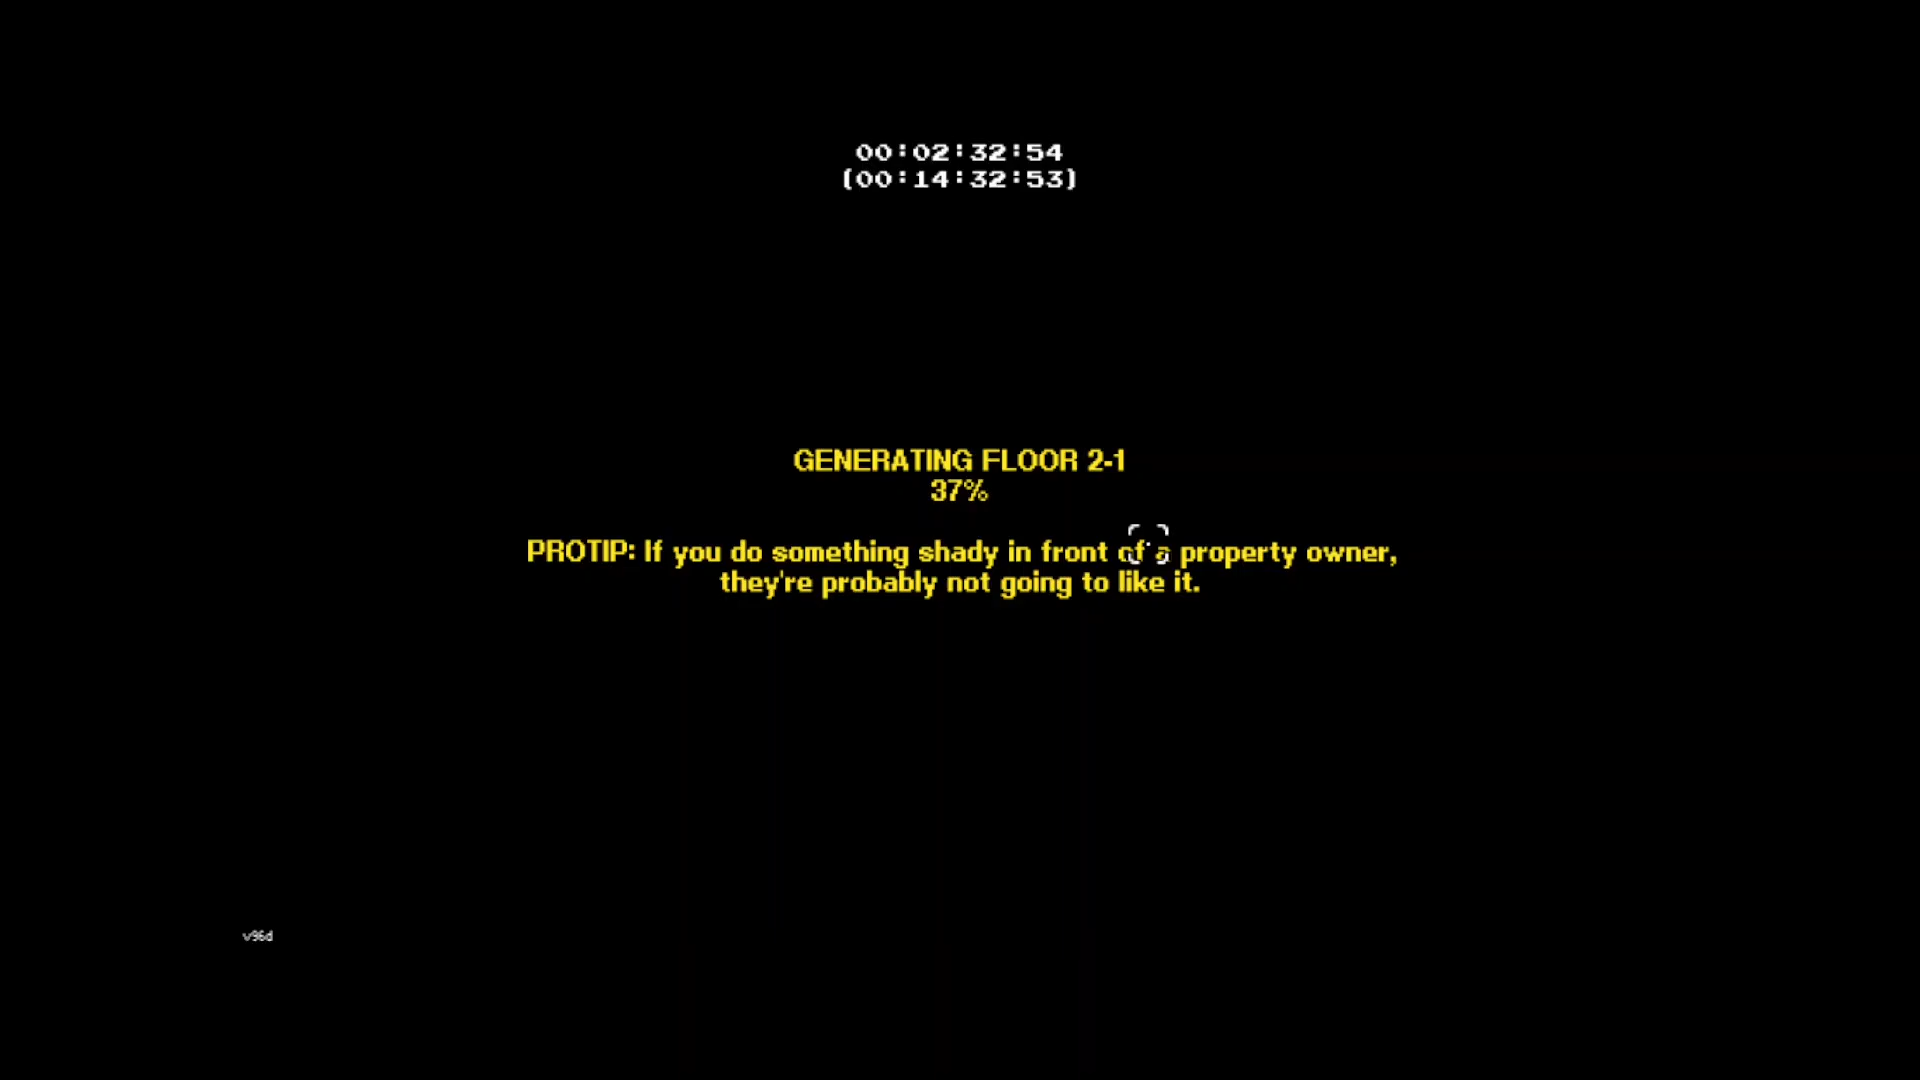 00:02:32:54
(00:14:32:53)
GENERATING FLOOR 2-1
37%
PROTIP: If you do something shady in front of a property owner,
they're probably not going to like it.
v96d